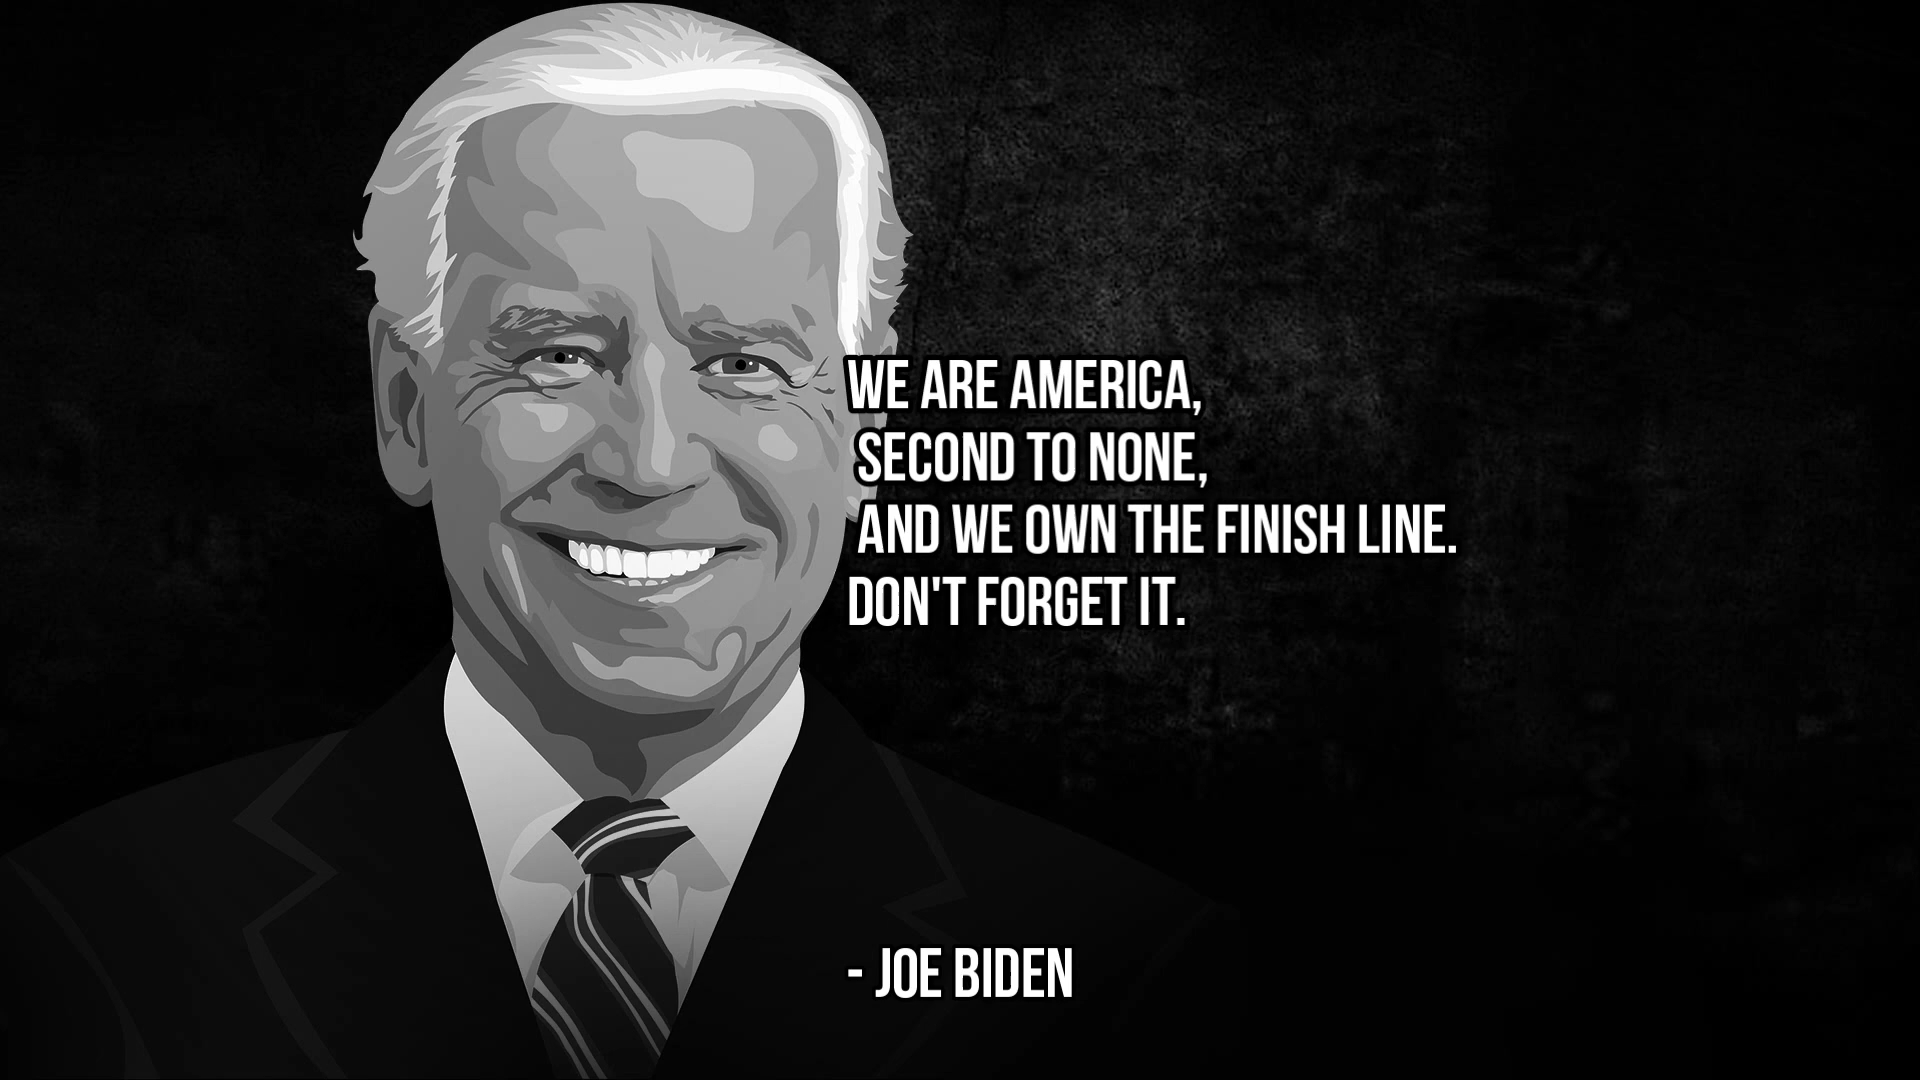 WE ARE AMERICA,
SECOND TO NONE,
AND WE OWN THE FINISH LINE.
DON'T FORGET IT.
- JOE BIDEN